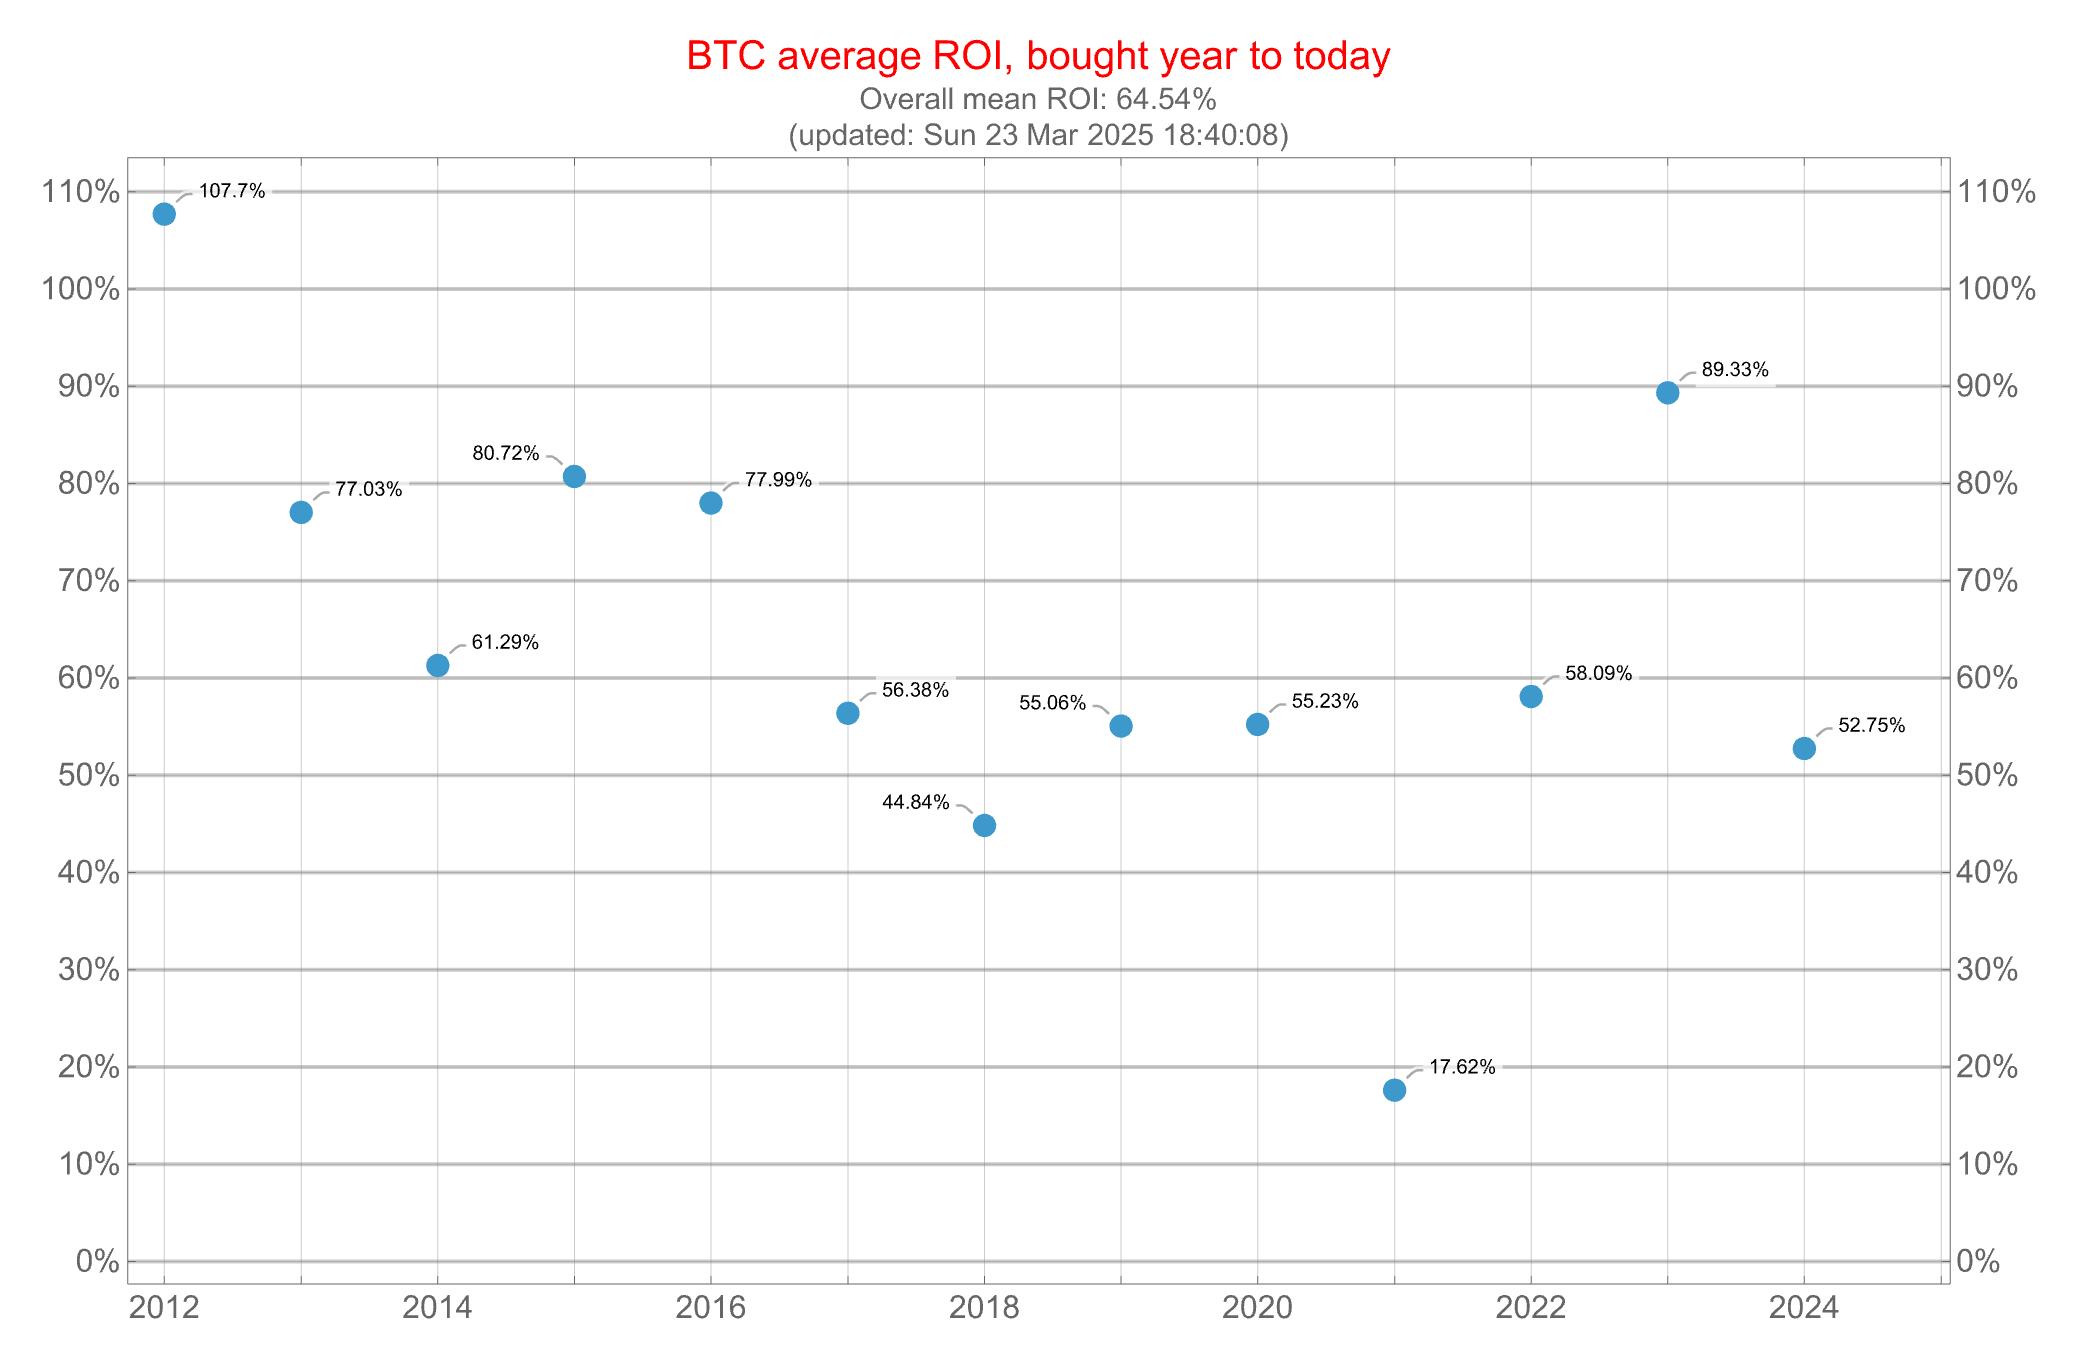 BTC average ROI, bought year to today
Overall mean ROI: 64.54%
(updated: Sun 23 Mar 2025 18:40:08)
110% 107.7% 110%
100% 100%
89.33%
90% 90%
80.72%
77.99%
80% 77.03% 80%
70% 70%
61.29%
60% 58.09% 60%
56.38%
55.06% 55.23%
52.75%
50% 50%
44.84%
40% 40%
30% 30%
20% 17.62% 20%
10% 10%
0% 0%
2012 2014 2016 2018 2020 2022 2024